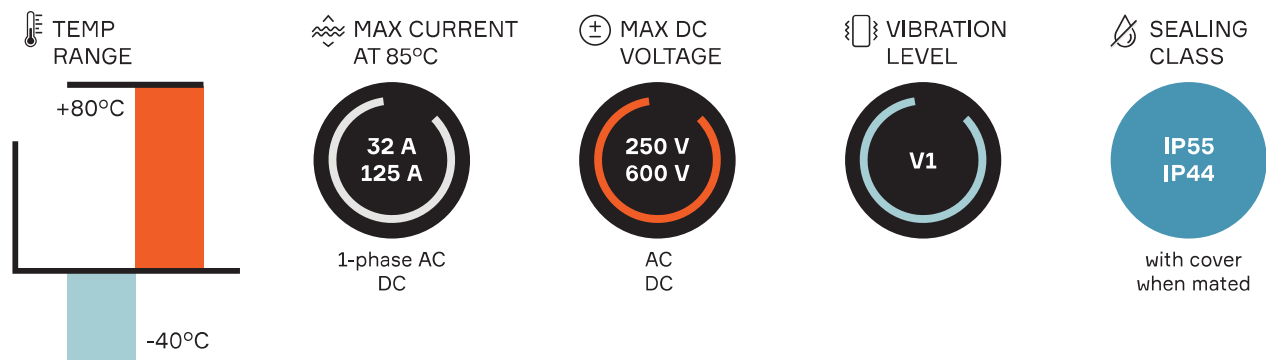 TEMP
RANGE
+80°C
-40°C
MAX CURRENT
AT 85°C
32 A
125 A
1-phase AC
DC
MAX DC
VOLTAGE
250 V
600 V
AC
DC
VIBRATION
LEVEL
V1
SEALING
CLASS
IP55
IP44
with cover
when mated